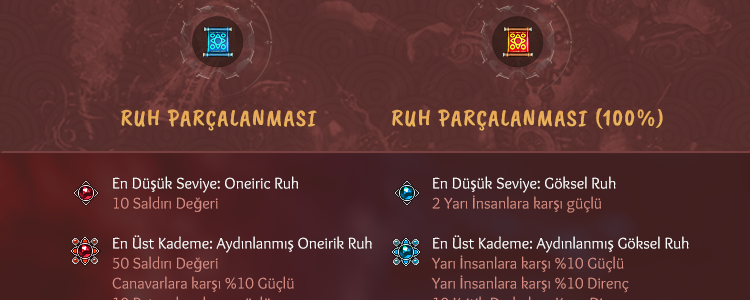 RUH PARÇALANMASI
RUH PARÇALANMASI (100%)
En Düşük Seviye: Oneiric Ruh
10 Saldırı Değeri
En Üst Kademe: Aydınlanmış Oneirik Ruh
50 Saldırı Değeri
Canavarlara karşı %10 Güçlü
En Düşük Seviye: Göksel Ruh
2 Yarı İnsanlara karşı güçlü
En Üst Kademe: Aydınlanmış Göksel Ruh
Yarı İnsanlara karşı %10 Güçlü
Yarı İnsanlara karşı %10 Direnç